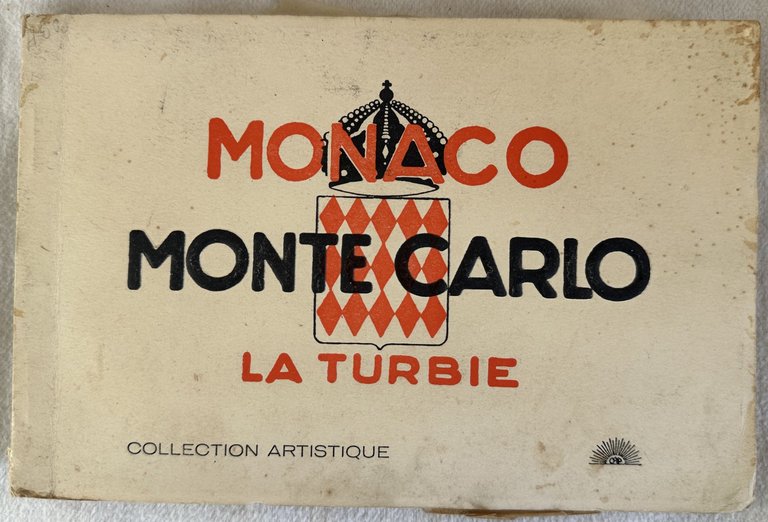 MONACO
MONTE CARLO
LA TURBIE
COLLECTION ARTISTIQUE